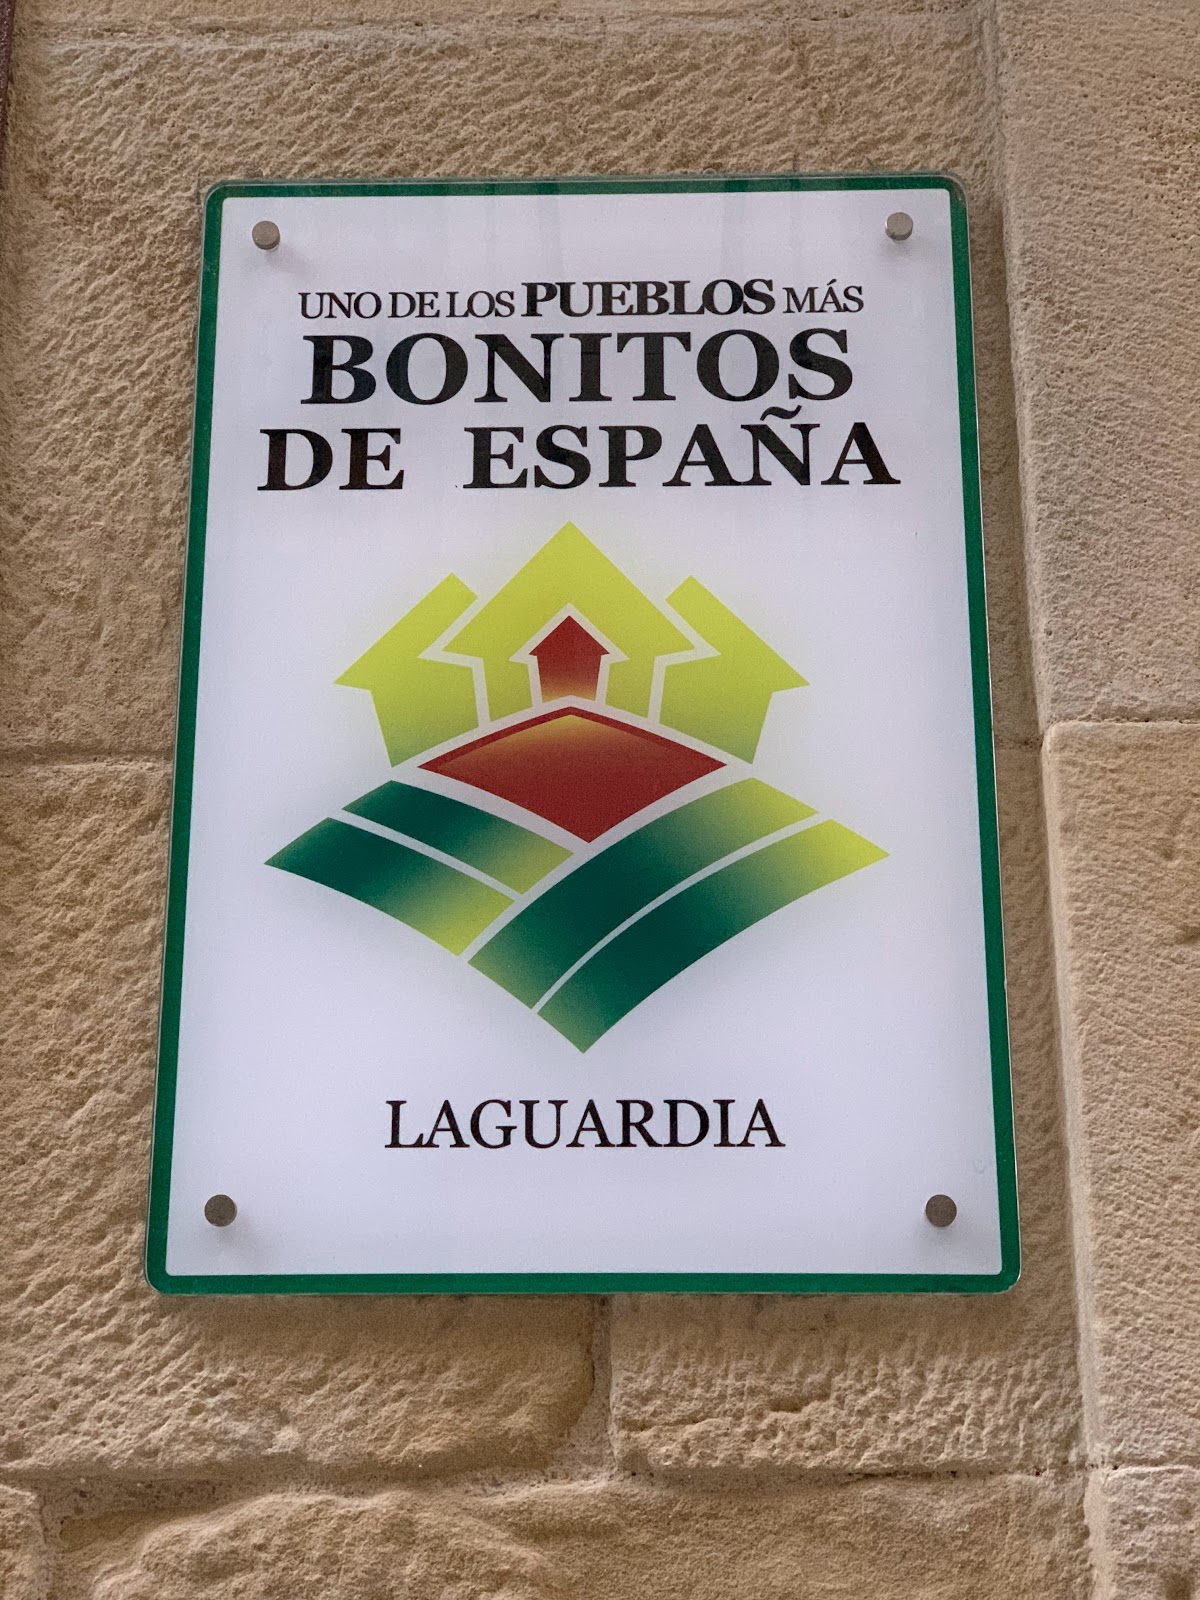 UNO DE LOS PUEBLOS MÁS
BONITOS
DE ESPAÑA
LAGUARDIA